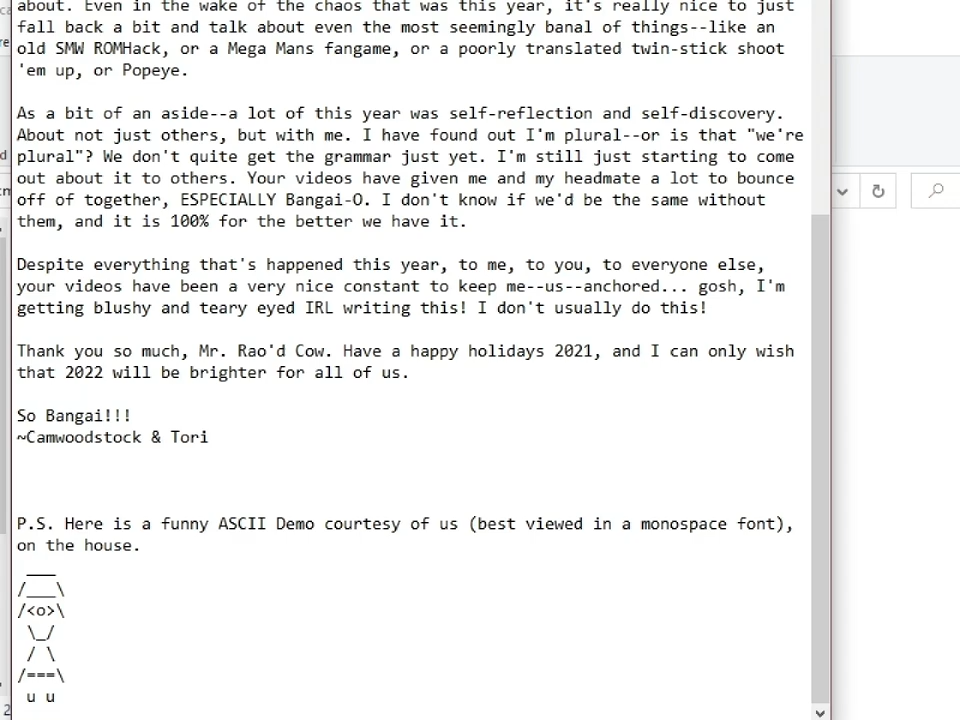 about. Even in the wake of the chaos that was this year, it's really nice to just
fall back a bit and talk about even the most seemingly banal of things--like an
old SMW ROMHack, or a Mega Mans fangame, or a poorly translated twin-stick shoot
'em up, or Popeye.
As a bit of an aside--a lot of this year was self-reflection and self-discovery.
About not just others, but with me. I have found out I'm plural--or is that "we're
plural"? We don't quite get the grammar just yet. I'm still just starting to come
out about it to others. Your videos have given me and my headmate a lot to bounce
off of together, ESPECIALLY Bangai-O. I don't know if we'd be the same without
them, and it is 100% for the better we have it.
Despite everything that's happened this year, to me, to you, to everyone else,
your videos have been a very nice constant to keep me--us--anchored... gosh, I'm
getting blushy and teary eyed IRL writing this! I don't usually do this!
Thank you so much, Mr. Rao'd Cow. Have a happy holidays 2021, and I can only wish
that 2022 will be brighter for all of us.
So Bangai!!!
~Camwoodstock & Tori
P.S. Here is a funny ASCII Demo courtesy of us (best viewed in a monospace font),
on the house.
 ___
/___\
/<o>\
 \_/
 / \
/===\
 u u